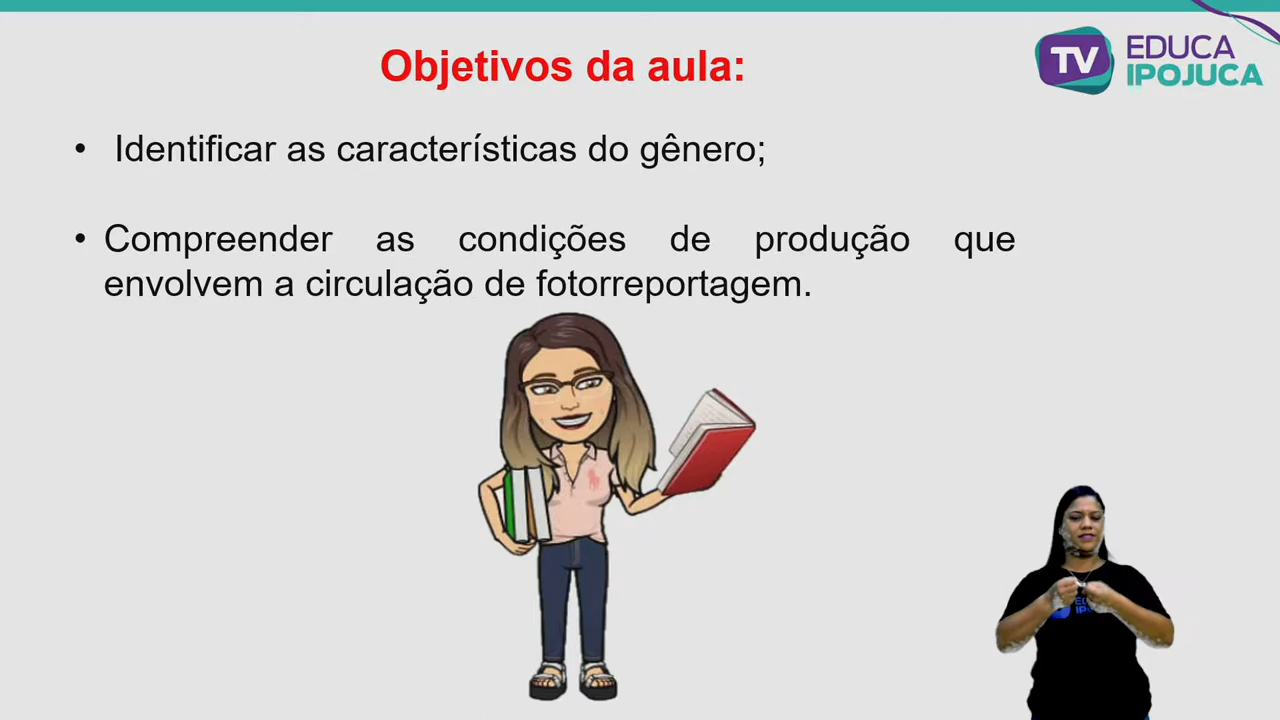 Objetivos da aula:
TV EDUCA
IPOJUCA
• Identificar as características do gênero;
• Compreender as condições de produção que
envolvem a circulação de fotorreportagem.